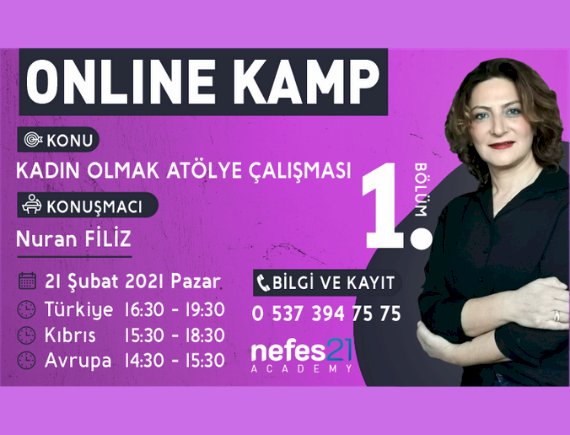 ONLINE KAMP
KONU
KADIN OLMAK ATÖLYE ÇALIŞMASI
KONUŞMACI
Nuran FİLİZ
1.
BÖLÜM
21 Şubat 2021 Pazar
Türkiye 16:30 - 19:30
Kıbrıs 15:30 - 18:30
Avrupa 14:30 - 15:30
BİLGİ VE KAYIT
0 537 394 75 75
nefes21
ACADEMY